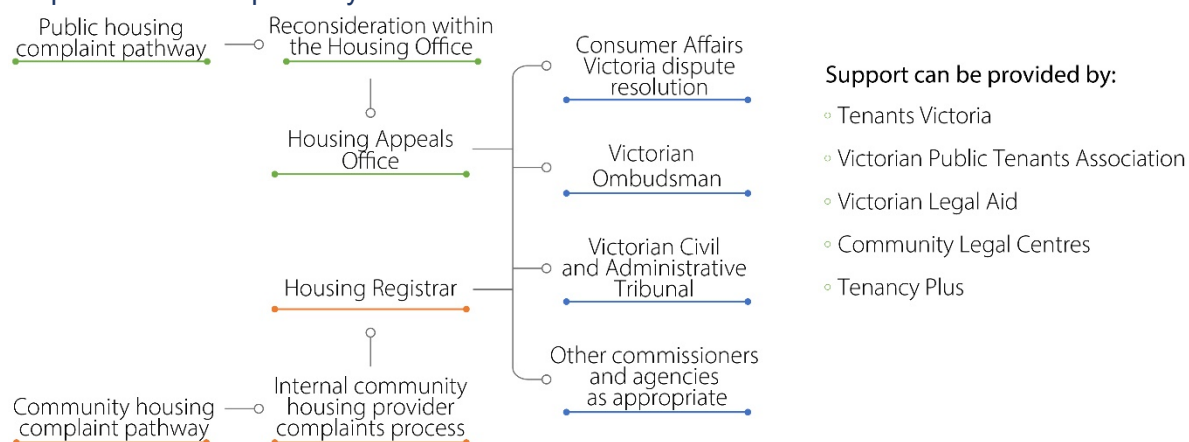 Public housing
complaint pathway
Reconsideration within
the Housing Office
Housing Appeals
Office
Housing Registrar
Internal community
housing provider
complaints process
Community housing
complaint pathway
Consumer Affairs
Victoria dispute
resolution
Victorian
Ombudsman
Victorian Civil
and Administrative
Tribunal
Other commissioners
and agencies
as appropriate
Support can be provided by:
Tenants Victoria
Victorian Public Tenants Association
Victorian Legal Aid
Community Legal Centres
Tenancy Plus